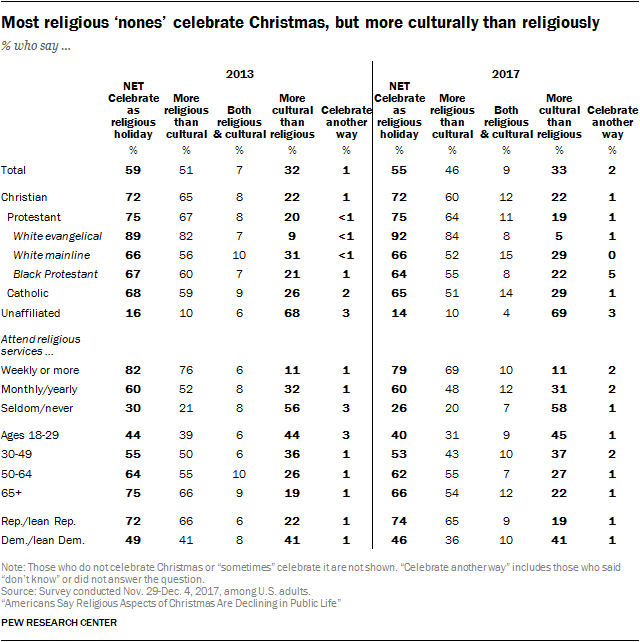 Most religious ‘nones’ celebrate Christmas, but more culturally than religiously
% who say ...
2013 2017
NET Celebrate as religious holiday More religious than cultural Both religious & cultural More cultural than religious Celebrate another way NET Celebrate as religious holiday More religious than cultural Both religious & cultural More cultural than religious Celebrate another way
% % % % % % % % % %
Total 59 51 7 32 1 55 46 9 33 2
Christian 72 65 8 22 1 72 60 12 22 1
Protestant 75 67 8 20 <1 75 64 11 19 1
White evangelical 89 82 7 9 <1 92 84 8 5 1
White mainline 66 56 10 31 <1 66 52 15 29 0
Black Protestant 67 60 7 21 1 64 55 8 22 5
Catholic 68 59 9 26 2 65 51 14 29 1
Unaffiliated 16 10 6 68 3 14 10 4 69 3
Attend religious
services ...
Weekly or more 82 76 6 11 1 79 69 10 11 2
Monthly/yearly 60 52 8 32 1 60 48 12 31 2
Seldom/never 30 21 8 56 3 26 20 7 58 1
Ages 18-29 44 39 6 44 3 40 31 9 45 1
30-49 55 50 6 36 1 53 43 10 37 2
50-64 64 55 10 26 1 62 55 7 27 1
65+ 75 66 9 19 1 66 54 12 22 1
Rep./lean Rep. 72 66 6 22 1 74 65 9 19 1
Dem./lean Dem. 49 41 8 41 1 46 36 10 41 1
Note: Those who do not celebrate Christmas or “sometimes” celebrate it are not shown. “Celebrate another way” includes those who said
“don’t know” or did not answer the question.
Source: Survey conducted Nov. 29-Dec. 4, 2017, among U.S. adults.
“Americans Say Religious Aspects of Christmas Are Declining in Public Life”
PEW RESEARCH CENTER